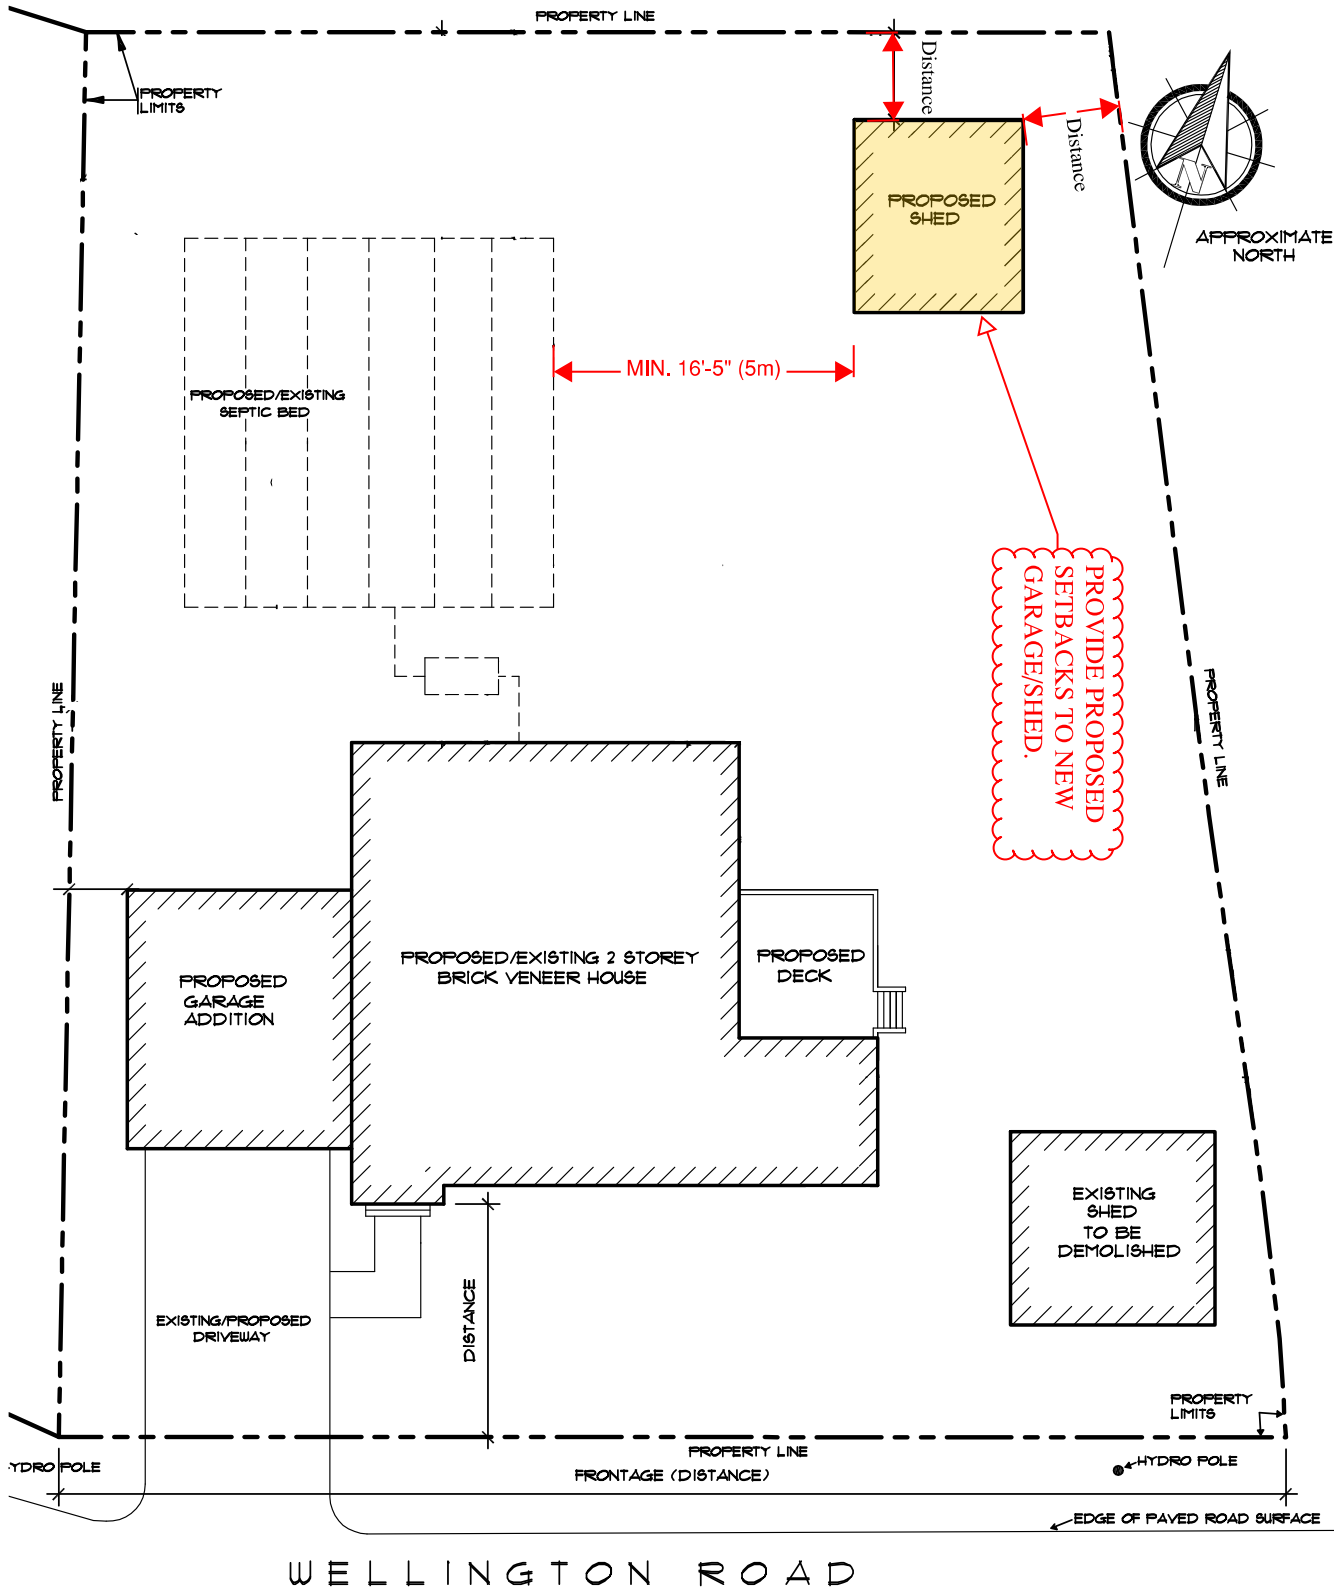 PROPERTY LINE
PROPERTY
LIMITS
Distance
Distance
PROPOSED
SHED
N
APPROXIMATE
NORTH
MIN. 16'-5" (5m)
PROPOSED/EXISTING
SEPTIC BED
PROVIDE PROPOSED
SETBACKS TO NEW
GARAGE/SHED.
PROPERTY LINE
PROPERTY LINE
PROPOSED/EXISTING 2 STOREY
BRICK VENEER HOUSE
PROPOSED
DECK
PROPOSED
GARAGE
ADDITION
EXISTING
SHED
TO BE
DEMOLISHED
DISTANCE
EXISTING/PROPOSED
DRIVEWAY
PROPERTY
LIMITS
PROPERTY LINE
YDRO POLE
HYDRO POLE
FRONTAGE (DISTANCE)
EDGE OF PAVED ROAD SURFACE
WELLINGTON ROAD